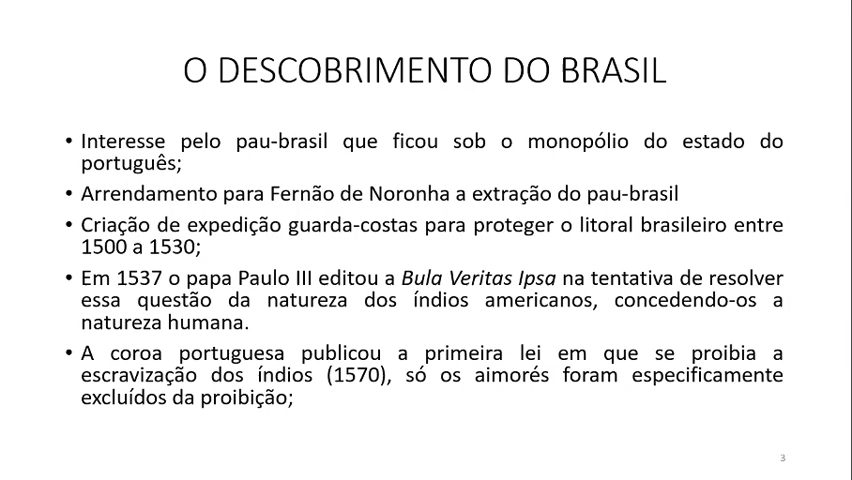 O DESCOBRIMENTO DO BRASIL
• Interesse pelo pau-brasil que ficou sob o monopólio do estado do
português;
• Arrendamento para Fernão de Noronha a extração do pau-brasil
• Criação de expedição guarda-costas para proteger o litoral brasileiro entre
1500 a 1530;
• Em 1537 o papa Paulo III editou a Bula Veritas Ipsa na tentativa de resolver
essa questão da natureza dos índios americanos, concedendo-os a
natureza humana.
• A coroa portuguesa publicou a primeira lei em que se proibia a
escravização dos índios (1570), só os aimorés foram especificamente
excluídos da proibição;
3